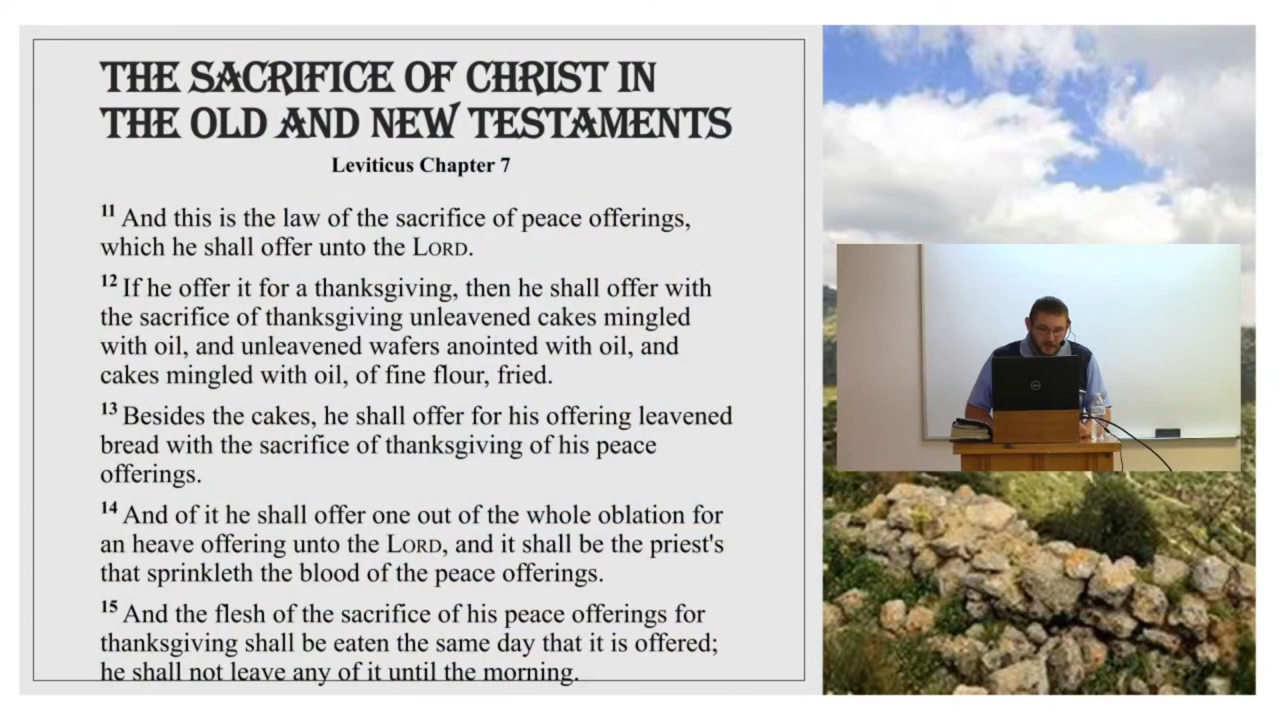 THE SACRIFICE OF CHRIST IN
THE OLD AND NEW TESTAMENTS
Leviticus Chapter 7
11 And this is the law of the sacrifice of peace offerings,
which he shall offer unto the LORD.
12 If he offer it for a thanksgiving, then he shall offer with
the sacrifice of thanksgiving unleavened cakes mingled
with oil, and unleavened wafers anointed with oil, and
cakes mingled with oil, of fine flour, fried.
13 Besides the cakes, he shall offer for his offering leavened
bread with the sacrifice of thanksgiving of his peace
offerings.
14 And of it he shall offer one out of the whole oblation for
an heave offering unto the LORD, and it shall be the priest's
that sprinkleth the blood of the peace offerings.
15 And the flesh of the sacrifice of his peace offerings for
thanksgiving shall be eaten the same day that it is offered;
he shall not leave any of it until the morning.